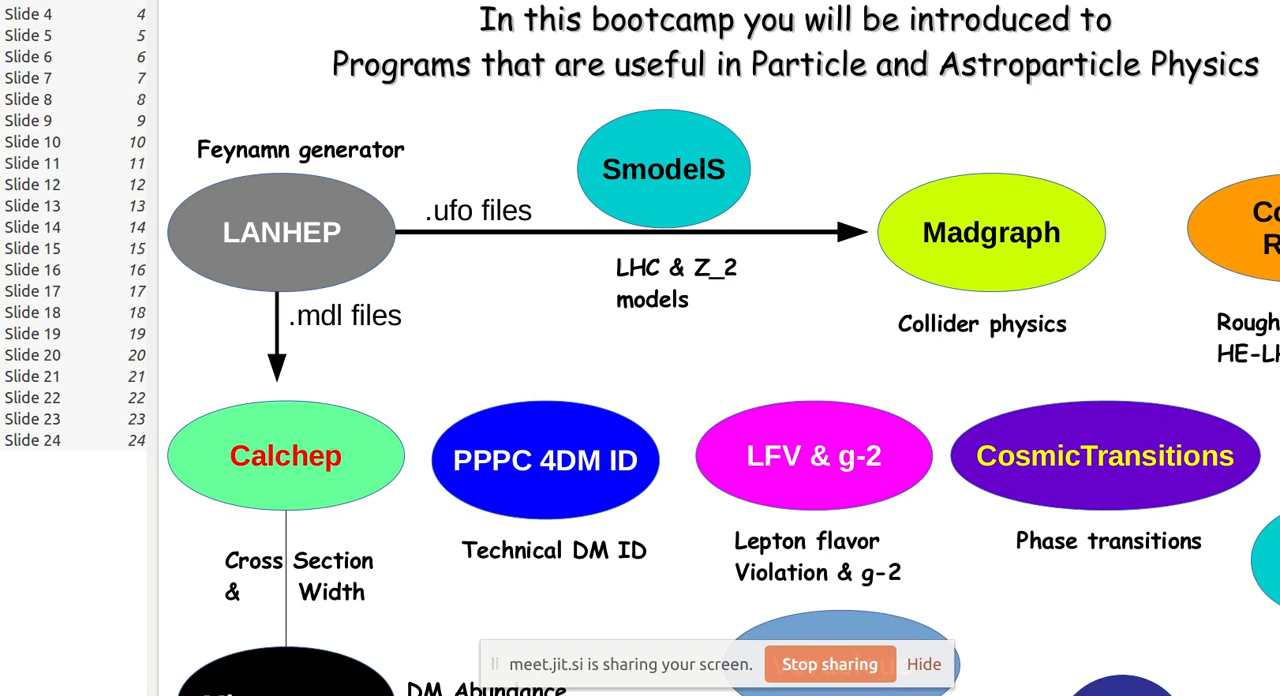 Slide 4 4
Slide 5 5
Slide 6 6
Slide 7 7
Slide 8 8
Slide 9 9
Slide 10 10
Slide 11 11
Slide 12 12
Slide 13 13
Slide 14 14
Slide 15 15
Slide 16 16
Slide 17 17
Slide 18 18
Slide 19 19
Slide 20 20
Slide 21 21
Slide 22 22
Slide 23 23
Slide 24 24
In this bootcamp you will be introduced to
Programs that are useful in Particle and Astroparticle Physics
Feynamn generator
LANHEP
.ufo files
SmodelS
LHC & Z_2
models
Madgraph
Collider physics
Co
R
Rough
.mdl files
Calchep
Cross Section
& Width
PPPC 4DM ID
Technical DM ID
LFV & g-2
Lepton flavor
Violation & g-2
CosmicTransitions
Phase transitions
DM Abundance
meet.jit.si is sharing your screen.
Stop sharing
Hide